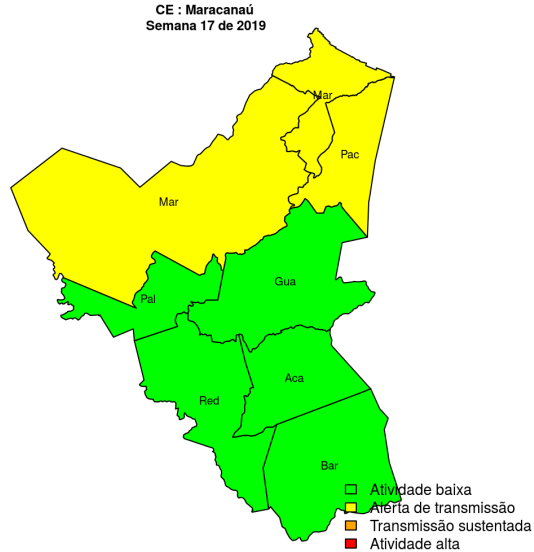 CE : Maracanaú
Semana 17 de 2019
Mar
Pac
Mar
Gua
Pal
Aca
Red
Bar
Atividade baixa
Alerta de transmissão
Transmissão sustentada
Atividade alta